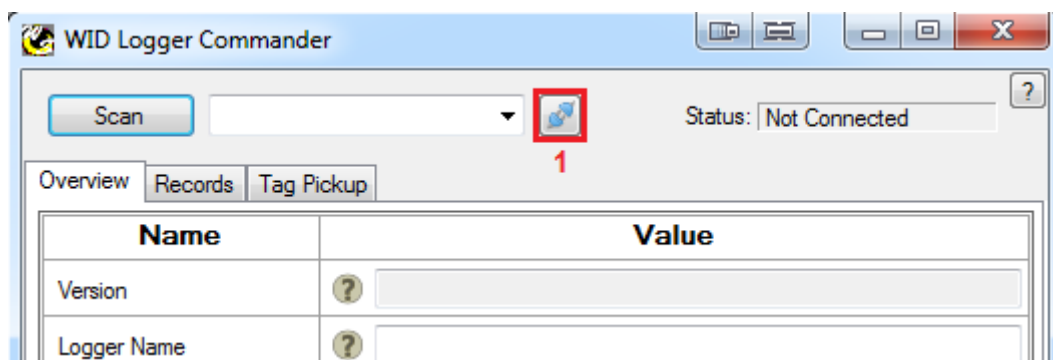 WID Logger Commander
Scan
Status: Not Connected
?
1
Overview Records Tag Pickup
Name Value
Version ?
Logger Name ?